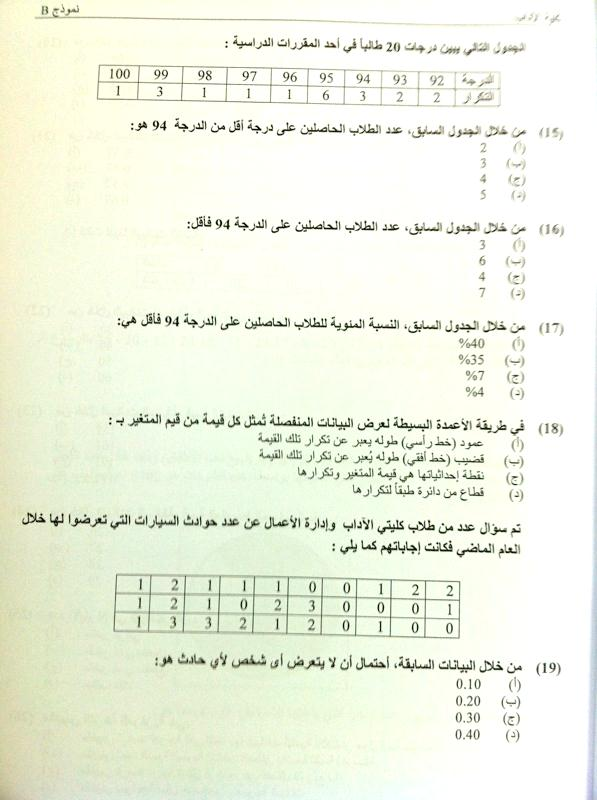 نموذج B
الجدول التالي يبين درجات 20 طالباً في أحد المقررات الدراسية :
الدرجة 92 93 94 95 96 97 98 99 100
التكرار 2 2 3 6 1 1 1 3 1
(15) من خلال الجدول السابق، عدد الطلاب الحاصلين على درجة أقل من الدرجة 94 هو:
(أ) 2
(ب) 3
(ج) 4
(د) 5
(16) من خلال الجدول السابق، عدد الطلاب الحاصلين على الدرجة 94 فأقل:
(أ) 3
(ب) 6
(ج) 4
(د) 7
(17) من خلال الجدول السابق، النسبة المئوية للطلاب الحاصلين على الدرجة 94 فأقل هي:
(أ) 40%
(ب) 35%
(ج) 7%
(د) 4%
(18) في طريقة الأعمدة البسيطة لعرض البيانات المنفصلة تُمثل كل قيمة من قيم المتغير بـ :
(أ) عمود (خط رأسي) طوله يعبر عن تكرار تلك القيمة
(ب) قضيب (خط أفقي) طوله يُعبر عن تكرار تلك القيمة
(ج) نقطة إحداثياتها هي قيمة المتغير وتكرارها
(د) قطاع من دائرة طبقاً لتكرارها
تم سؤال عدد من طلاب كليتي الآداب وإدارة الأعمال عن عدد حوادث السيارات التي تعرضوا لها خلال
العام الماضي فكانت إجاباتهم كما يلي :
2 2 1 0 0 1 1 1 2 1
1 0 0 0 3 2 0 1 2 1
0 0 1 0 2 1 2 3 3 1
(19) من خلال البيانات السابقة، أحتمال أن لا يتعرض أى شخص لأي حادث هو:
(أ) 0.10
(ب) 0.20
(ج) 0.30
(د) 0.40